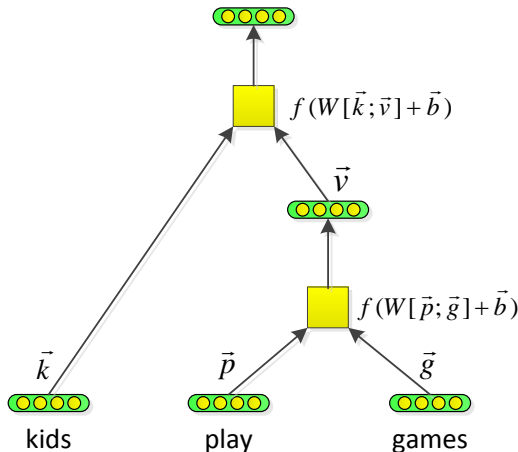 f(W[k⃗;v⃗]+b⃗)
v⃗
f(W[p⃗;g⃗]+b⃗)
k⃗ p⃗ g⃗
kids play games